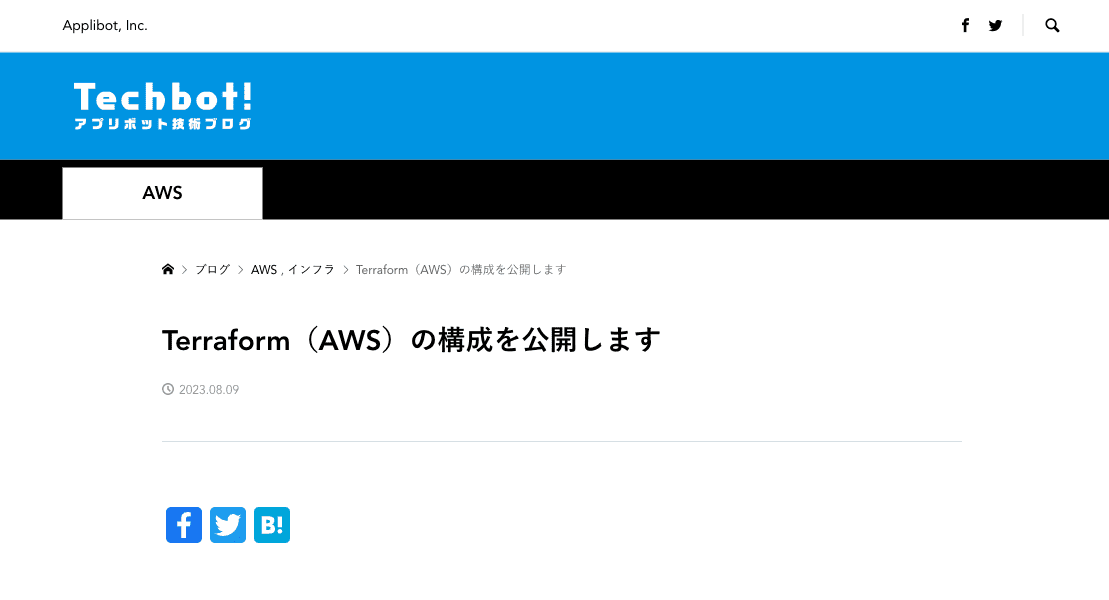 Applibot, Inc.
Techbot!
アプリボット技術ブログ
AWS
ブログ AWS , インフラ Terraform（AWS）の構成を公開します
Terraform（AWS）の構成を公開します
2023.08.09
B!